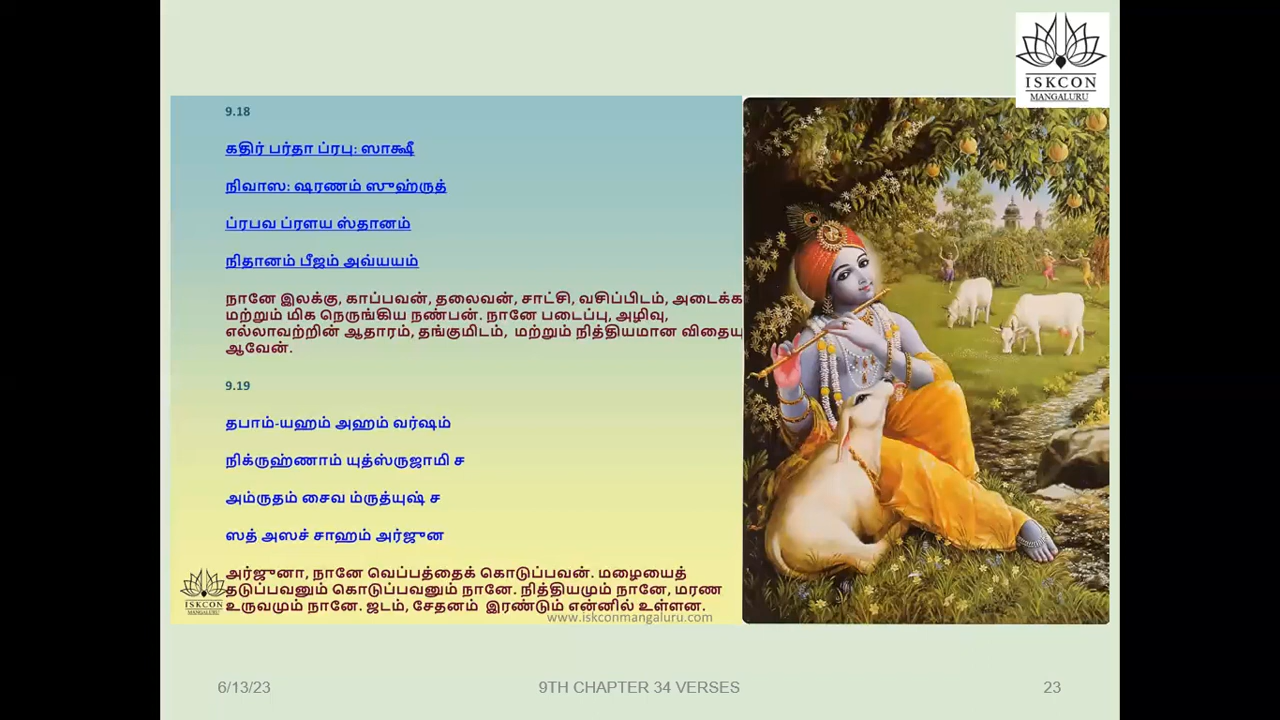 ISKCON
MANGALURU
9.18
கதிர் பர்தா ப்ரபு: ஸாக்ஷீ
நிவாஸ: ஷரணம் ஸுஹ்ருத்
ப்ரபவ ப்ரளய ஸ்தானம்
நிதானம் பீஜம் அவ்யயம்
நானே இலக்கு, காப்பவன், தலைவன், சாட்சி, வசிப்பிடம், அடைக்க
மற்றும் மிக நெருங்கிய நண்பன். நானே படைப்பு, அழிவு,
எல்லாவற்றின் ஆதாரம், தங்குமிடம், மற்றும் நித்தியமான விதையு
ஆவேன்.
9.19
தபாம்-யஹம் அஹம் வர்ஷம்
நிக்ருஹ்ணாம் யுத்ஸ்ருஜாமி ச
அம்ருதம் சைவ ம்ருத்யுஷ் ச
ஸத் அஸச் சாஹம் அர்ஜுன
அர்ஜுனா, நானே வெப்பத்தைக் கொடுப்பவன். மழையைத்
தடுப்பவனும் கொடுப்பவனும் நானே. நித்தியமும் நானே, மரண
உருவமும் நானே. ஜடம், சேதனம் இரண்டும் என்னில் உள்ளன.
ISKCON
MANGALURU
www.iskconmangaluru.com
6/13/23
9TH CHAPTER 34 VERSES
23